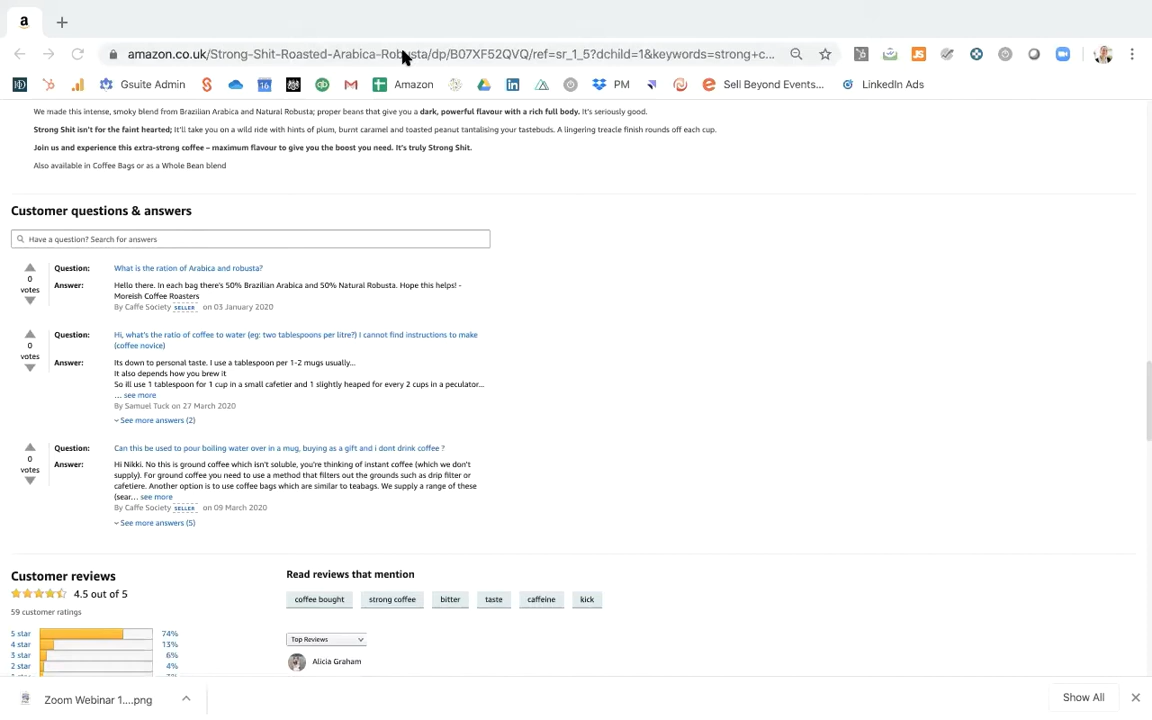 a
+
amazon.co.uk/Strong-Shit-Roasted-Arabica-Robusta/dp/B07XF52QVQ/ref=sr_1_5?dchild=1&keywords=strong+c...
Gsuite Admin
16
Amazon
PM
Sell Beyond Events...
LinkedIn Ads
We made this intense, smoky blend from Brazilian Arabica and Natural Robusta; proper beans that give you a dark, powerful flavour with a rich full body. It's seriously good.
Strong Shit isn't for the faint hearted; It'll take you on a wild ride with hints of plum, burnt caramel and toasted peanut tantalising your tastebuds. A lingering treacle finish rounds off each cup.
Join us and experience this extra-strong coffee – maximum flavour to give you the boost you need. It's truly Strong Shit.
Also available in Coffee Bags or as a Whole Bean blend
Customer questions & answers
Have a question? Search for answers
0
votes
Question: What is the ration of Arabica and robusta?
Answer: Hello there. In each bag there's 50% Brazilian Arabica and 50% Natural Robusta. Hope this helps! -
Moreish Coffee Roasters
By Caffe Society SELLER on 03 January 2020
0
votes
Question: Hi, what's the ratio of coffee to water (eg: two tablespoons per litre?) I cannot find instructions to make
(coffee novice)
Answer: Its down to personal taste. I use a tablespoon per 1-2 mugs usually...
It also depends how you brew it
So ill use 1 tablespoon for 1 cup in a small cafetier and 1 slightly heaped for every 2 cups in a peculator...
... see more
By Samuel Tuck on 27 March 2020
See more answers (2)
0
votes
Question: Can this be used to pour boiling water over in a mug, buying as a gift and i dont drink coffee ?
Answer: Hi Nikki. No this is ground coffee which isn't soluble, you're thinking of instant coffee (which we don't
supply). For ground coffee you need to use a method that filters out the grounds such as drip filter or
cafetiere. Another option is to use coffee bags which are similar to teabags. We supply a range of these
(sear... see more
By Caffe Society SELLER on 09 March 2020
See more answers (5)
Customer reviews
4.5 out of 5
59 customer ratings
5 star 74%
4 star 13%
3 star 6%
2 star 4%
Read reviews that mention
coffee bought strong coffee bitter taste caffeine kick
Top Reviews
Alicia Graham
Zoom Webinar 1....png
Show All